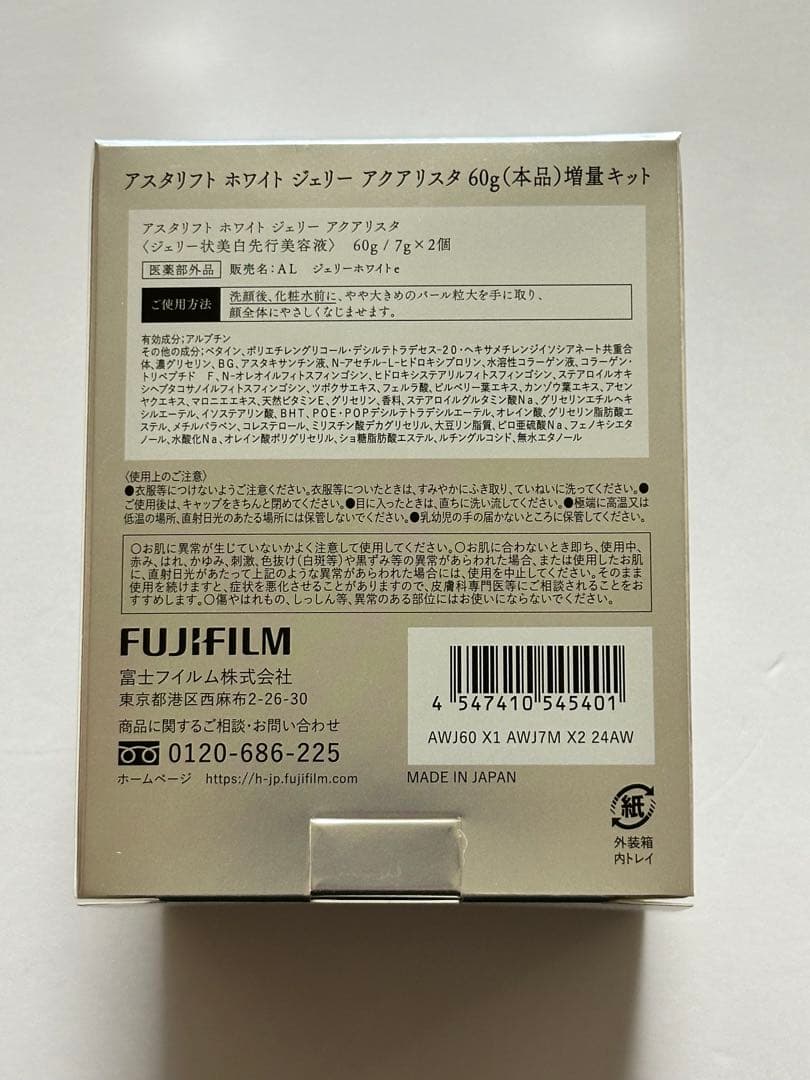 アスタリフト ホワイト ジェリー アクアリスタ 60g(本品)増量キット
アスタリフト ホワイト ジェリー アクアリスタ
〈ジェリー状美白先行美容液〉 60g / 7g×2個
医薬部外品 販売名:AL ジェリーホワイトe
ご使用方法 洗顔後、化粧水前に、やや大きめのパール粒大を手に取り、
顔全体にやさしくなじませます。
有効成分;アルブチン
その他の成分;ベタイン、ポリエチレングリコール・デシルテトラデセス-20・ヘキサメチレンジイソシアネート共重合
体、濃グリセリン、BG、アスタキサンチン液、N-アセチル-L-ヒドロキシプロリン、水溶性コラーゲン液、コラーゲン・
トリペプチド F、N-オレオイルフィトスフィンゴシン、ヒドロキシステアリルフィトスフィンゴシン、ステアロイルオキ
シヘプタコサノイルフィトスフィンゴシン、ツボクサエキス、フェルラ酸、ビルベリー葉エキス、カンゾウ葉エキス、アセン
ヤクエキス、マロニエエキス、天然ビタミンE、グリセリン、香料、ステアロイルグルタミン酸Na、グリセリンエチルヘキ
シルエーテル、イソステアリン酸、BHT、POE・POPデシルテトラデシルエーテル、オレイン酸、グリセリン脂肪酸エ
ステル、メチルパラベン、コレステロール、ミリスチン酸デカグリセリル、大豆リン脂質、ピロ亜硫酸Na、フェノキシエタ
ノール、水酸化Na、オレイン酸ポリグリセリル、ショ糖脂肪酸エステル、ルチングルコシド、無水エタノール
〈使用上のご注意〉
●衣服等につけないようご注意ください。衣服等についたときは、すみやかにふき取り、ていねいに洗ってください。●
ご使用後は、キャップをきちんと閉めてください。●目に入ったときは、直ちに洗い流してください。●極端に高温又は
低温の場所、直射日光のあたる場所には保管しないでください。●乳幼児の手の届かないところに保管してください。
○お肌に異常が生じていないかよく注意して使用してください。○お肌に合わないとき即ち、使用中、
赤み、はれ、かゆみ、刺激、色抜け(白斑等)や黒ずみ等の異常があらわれた場合、または使用したお肌
に、直射日光があたって上記のような異常があらわれた場合には、使用を中止してください。そのまま
使用を続けますと、症状を悪化させることがありますので、皮膚科専門医等にご相談されることをお
すすめします。○傷やはれもの、しっしん等、異常のある部位にはお使いにならないでください。
FUJIFILM
富士フイルム株式会社
東京都港区西麻布2-26-30
商品に関するご相談・お問い合わせ
0120-686-225
ホームページ https://h-jp.fujifilm.com
4 547410 545401
AWJ60 X1 AWJ7M X2 24AW
MADE IN JAPAN
紙
外装箱
内トレイ